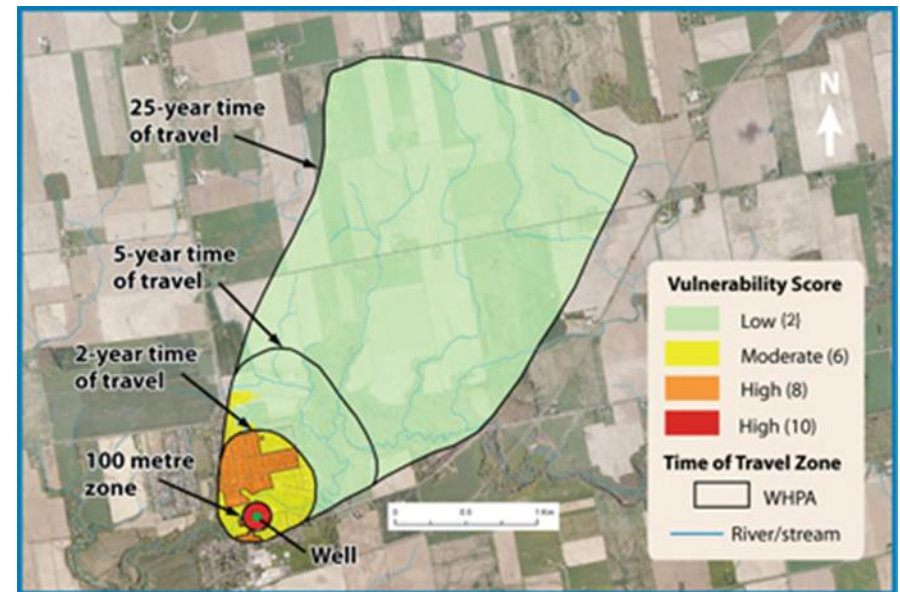 25-year time
of travel
N
5-year time
of travel
2-year time
of travel
100 metre
zone
Well
0
0.5
1 Km
Vulnerability Score
Low (2)
Moderate (6)
High (8)
High (10)
Time of Travel Zone
WHPA
River/stream